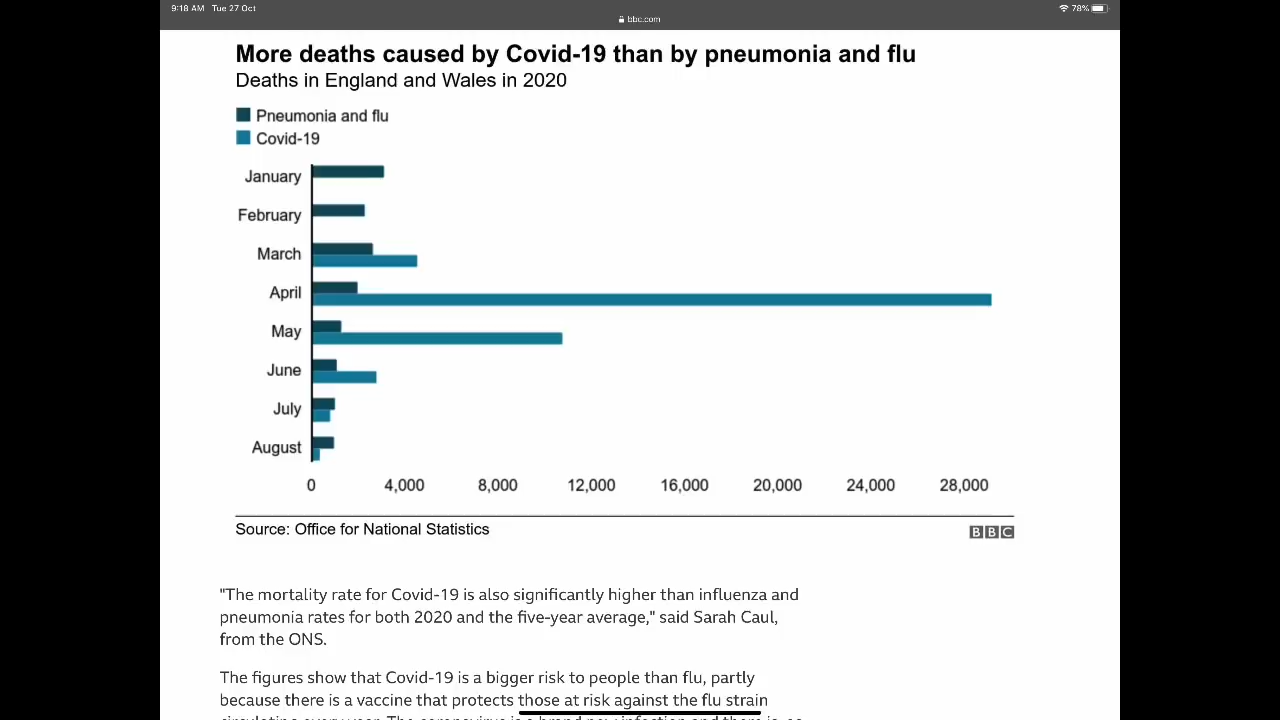 9:18 AM Tue 27 Oct
78%
bbc.com
More deaths caused by Covid-19 than by pneumonia and flu
Deaths in England and Wales in 2020
Pneumonia and flu
Covid-19
January
February
March
April
May
June
July
August
0 4,000 8,000 12,000 16,000 20,000 24,000 28,000
Source: Office for National Statistics
BBC
"The mortality rate for Covid-19 is also significantly higher than influenza and
pneumonia rates for both 2020 and the five-year average," said Sarah Caul,
from the ONS.
The figures show that Covid-19 is a bigger risk to people than flu, partly
because there is a vaccine that protects those at risk against the flu strain